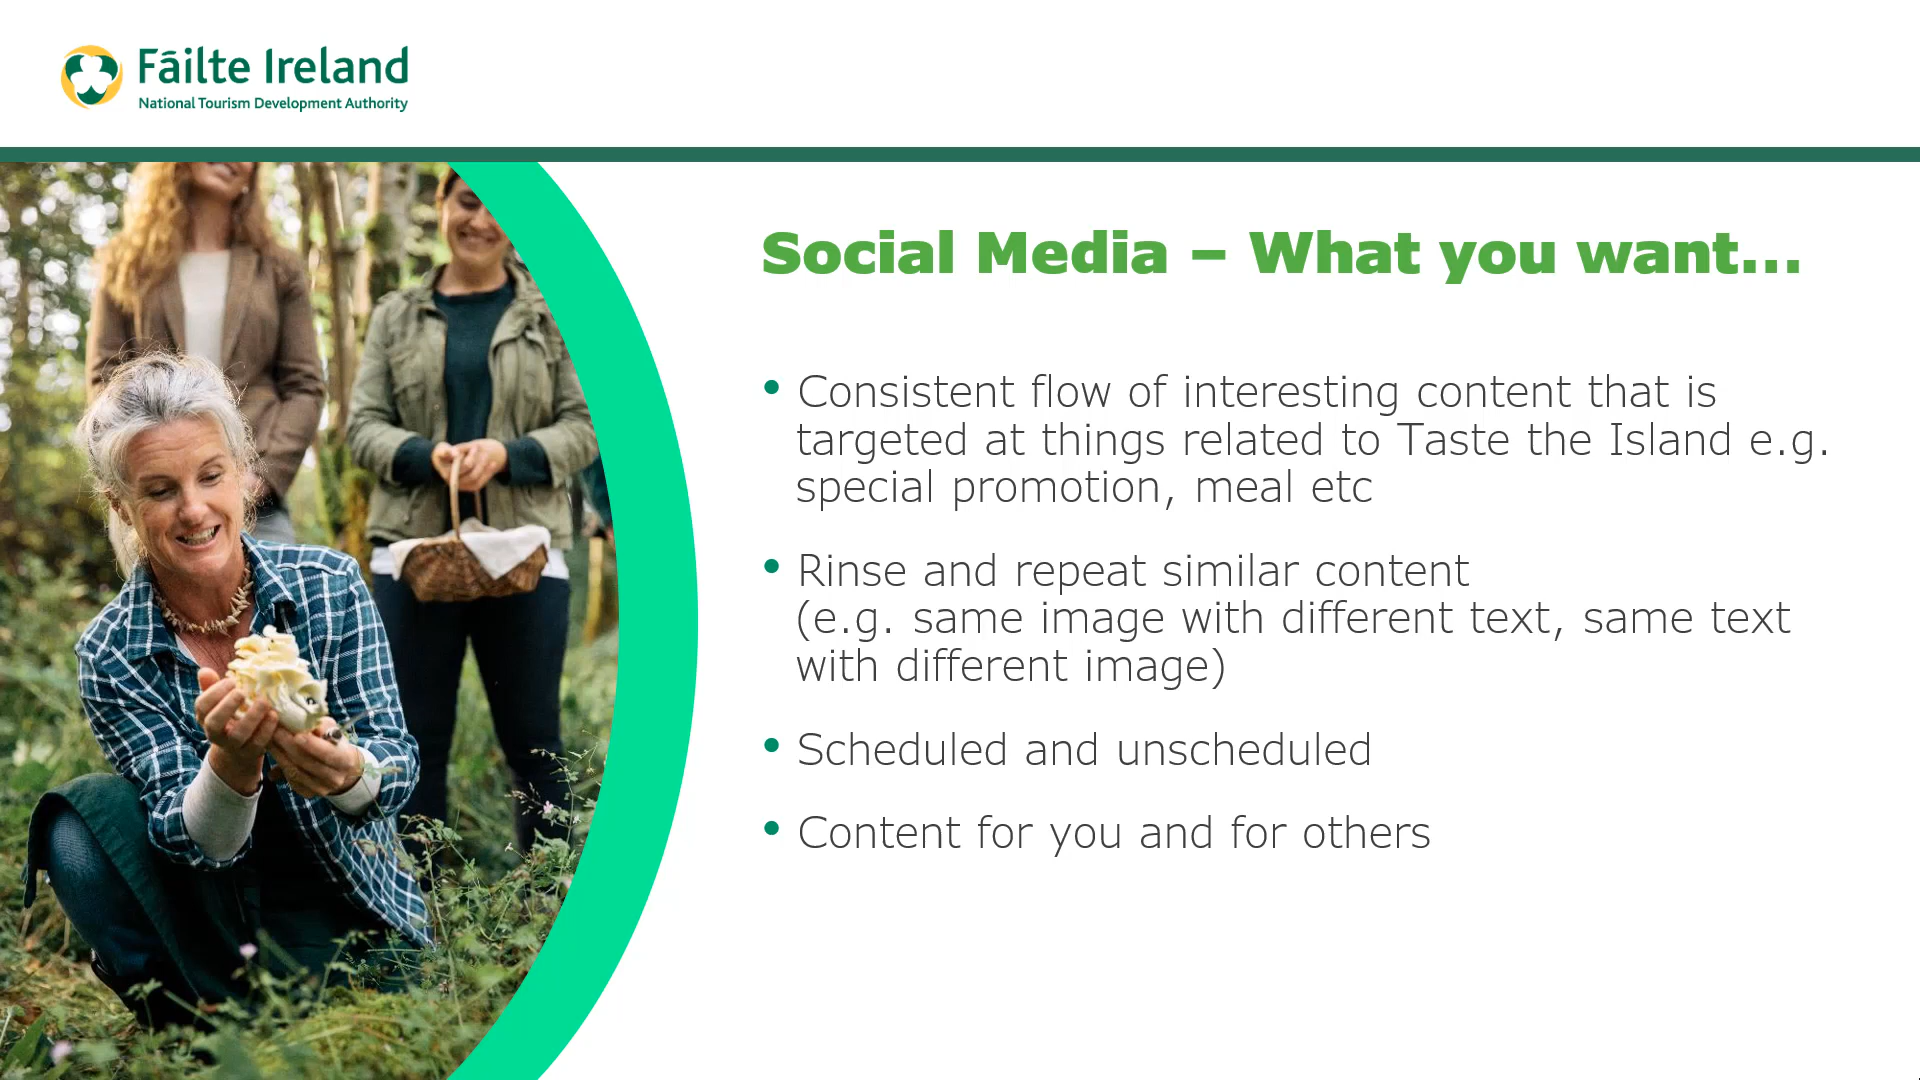 Fáilte Ireland
National Tourism Development Authority
Social Media – What you want...
• Consistent flow of interesting content that is
targeted at things related to Taste the Island e.g.
special promotion, meal etc
• Rinse and repeat similar content
(e.g. same image with different text, same text
with different image)
• Scheduled and unscheduled
• Content for you and for others